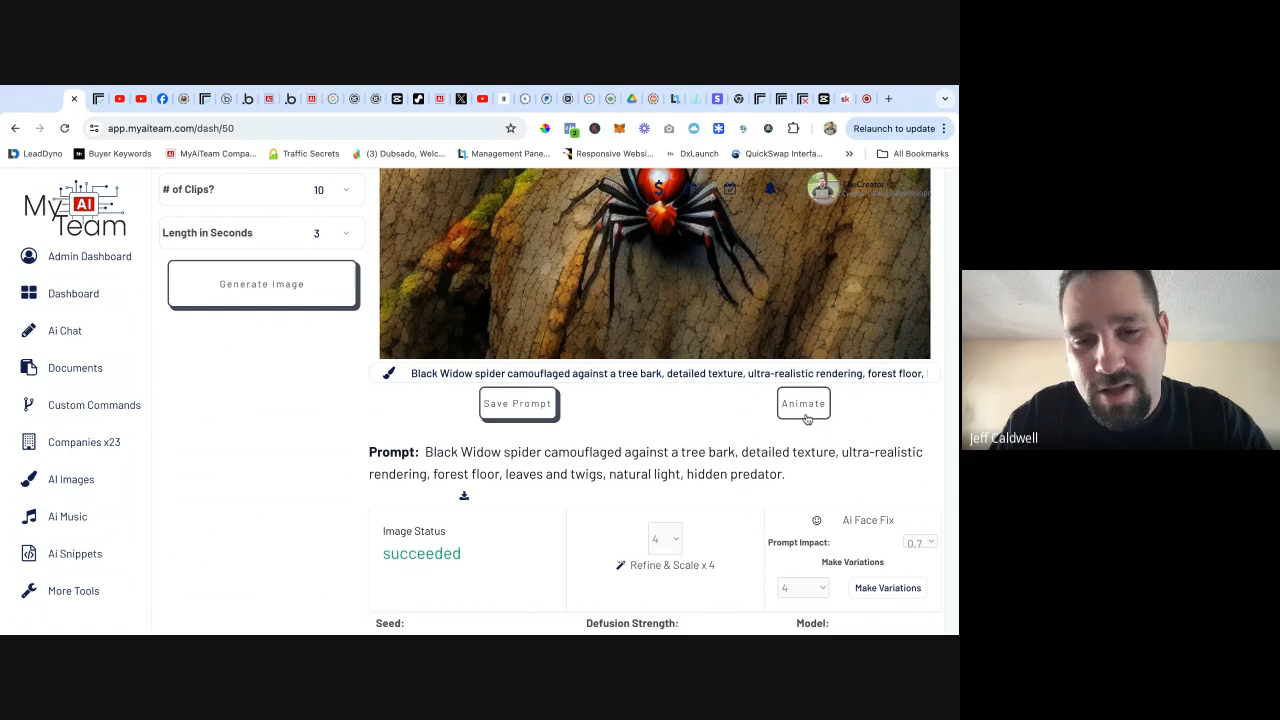 app.myaiteam.com/dash/50
Relaunch to update
LeadDyno
Buyer Keywords
MyAiTeam Compa...
Traffic Secrets
(3) Dubsado, Welc...
Management Pane...
Responsive Websi...
DxLaunch
QuickSwap Interfa...
All Bookmarks
My AI Team
# of Clips?
10
TheCreator
Length in Seconds
3
Admin Dashboard
Generate Image
Dashboard
Ai Chat
Documents
Black Widow spider camouflaged against a tree bark, detailed texture, ultra-realistic rendering, forest floor,
Custom Commands
Save Prompt
Animate
Companies x23
Jeff Caldwell
Prompt: Black Widow spider camouflaged against a tree bark, detailed texture, ultra-realistic
rendering, forest floor, leaves and twigs, natural light, hidden predator.
AI Images
Ai Music
Image Status
succeeded
4
Refine & Scale x 4
Ai Face Fix
Prompt Impact:
0.7
Make Variations
4
Make Variations
Ai Snippets
More Tools
Seed:
Defusion Strength:
Model: